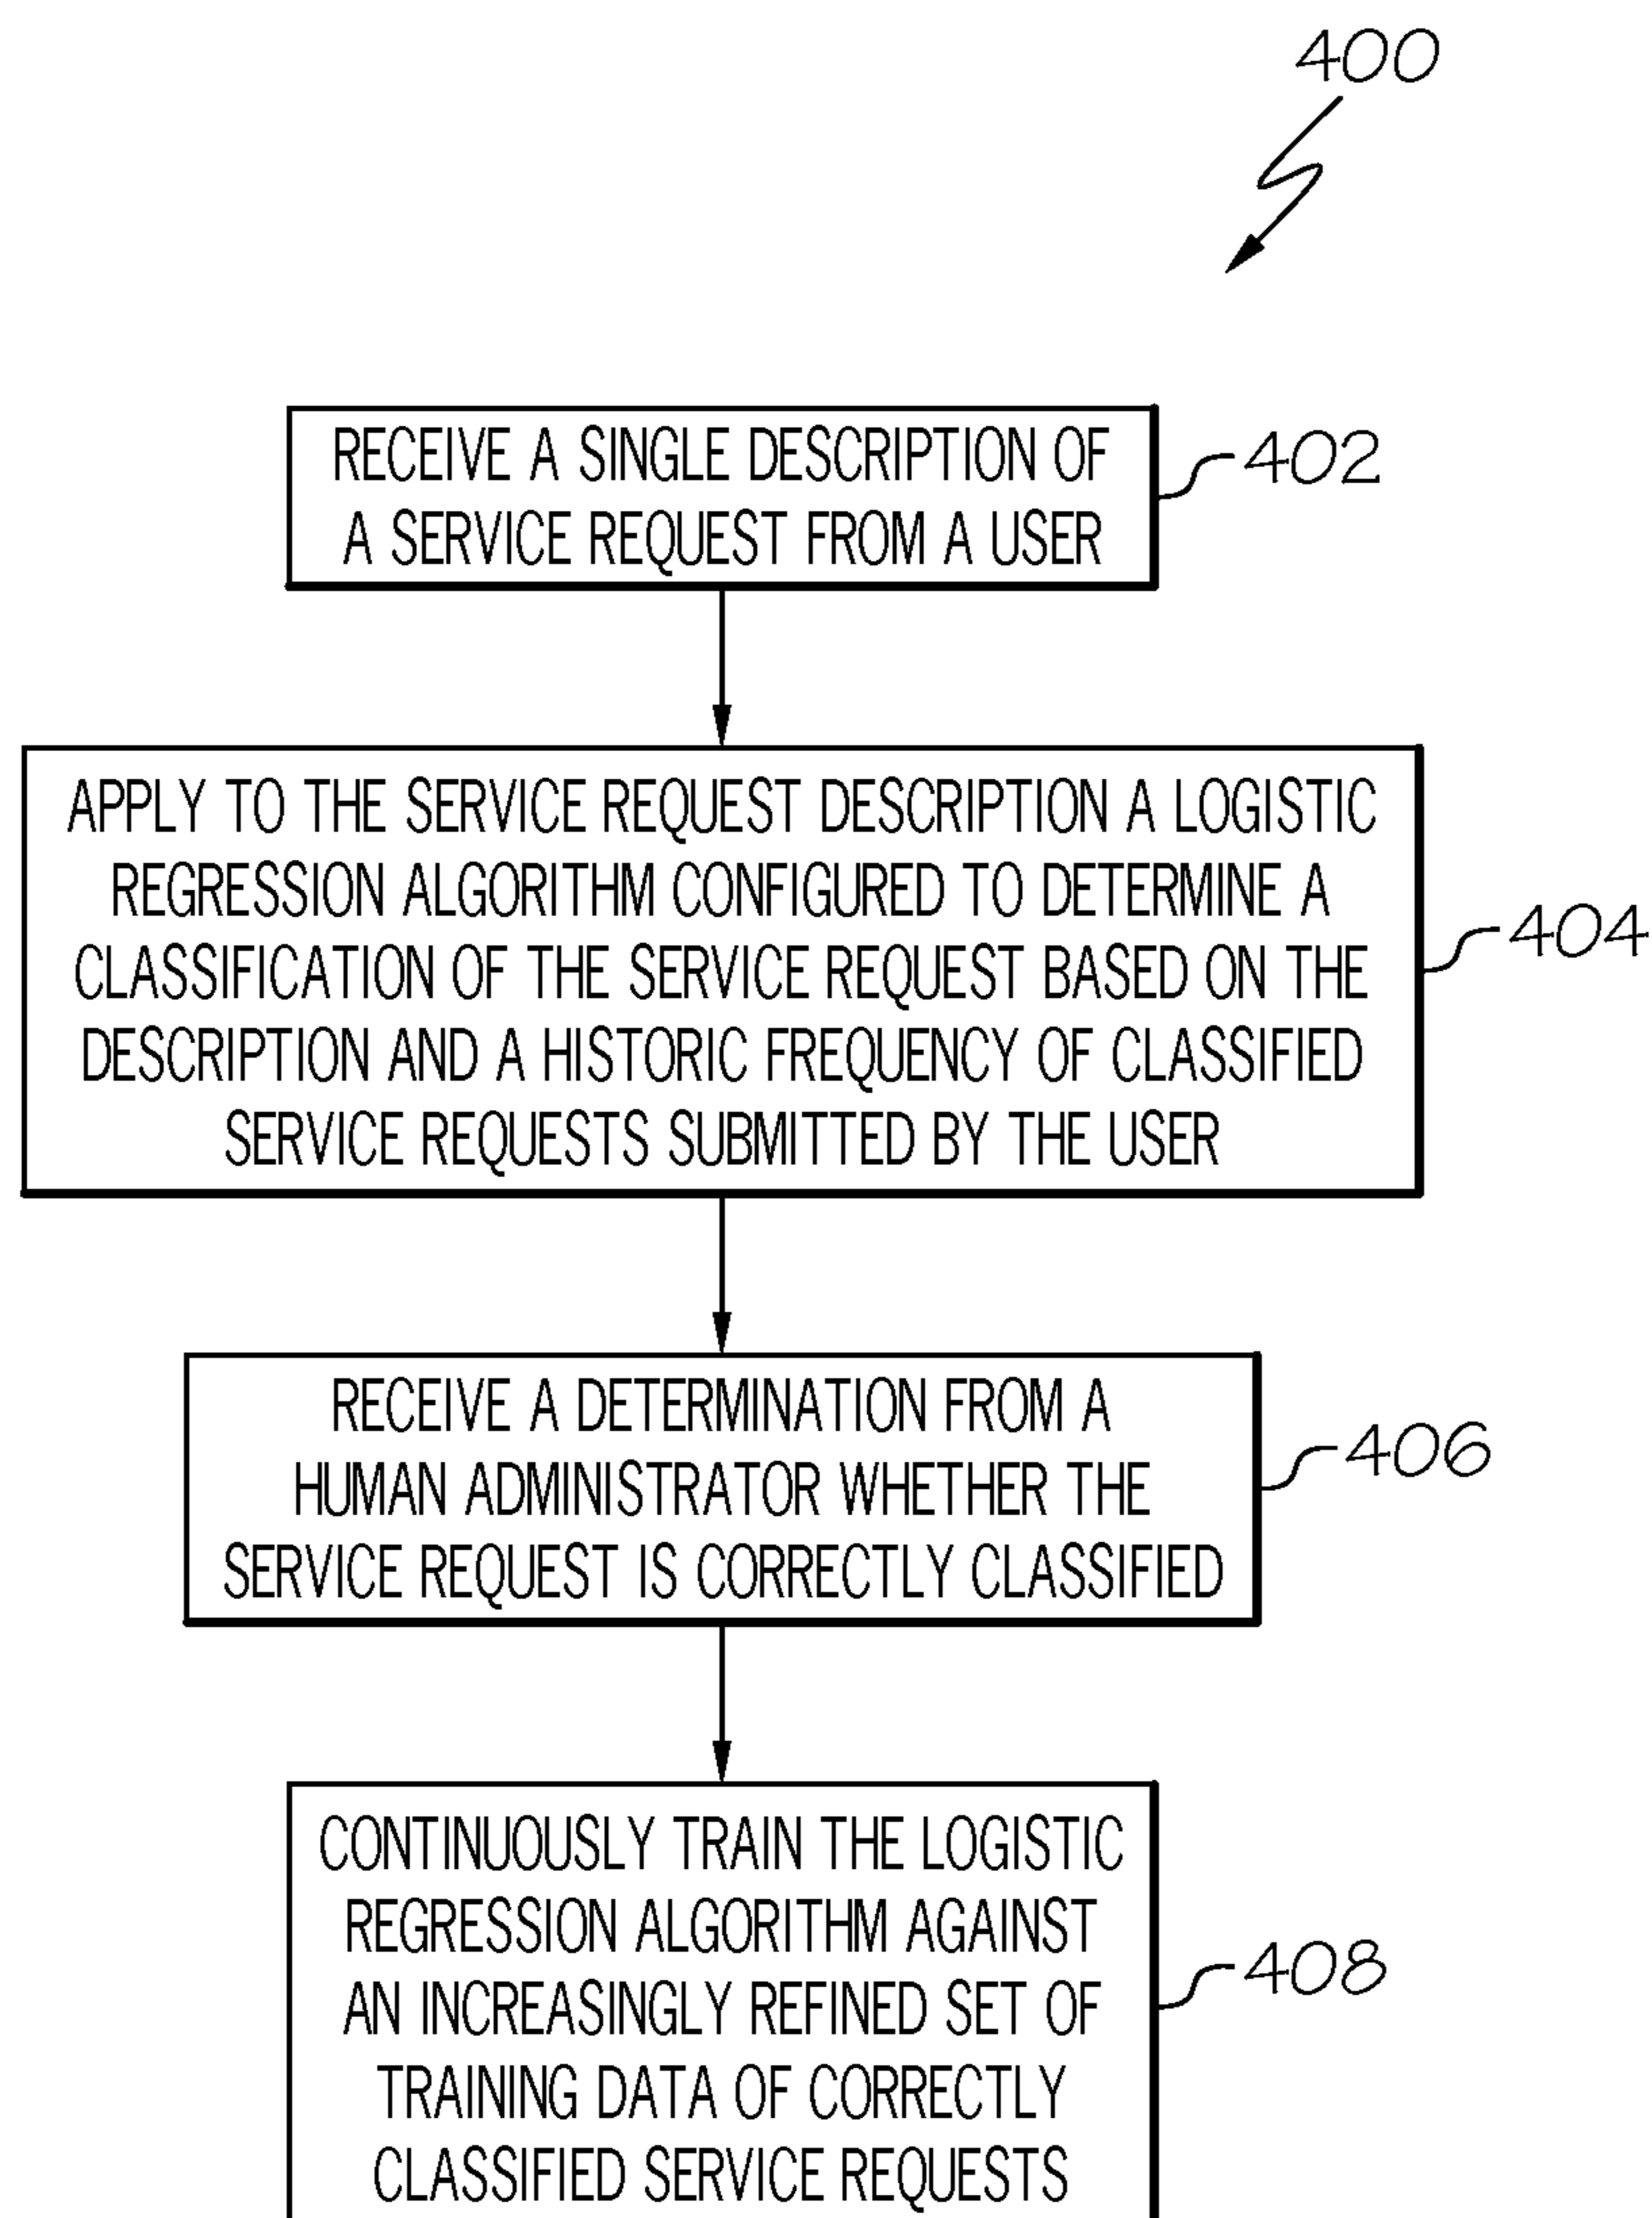 400
RECEIVE A SINGLE DESCRIPTION OF
A SERVICE REQUEST FROM A USER
402
APPLY TO THE SERVICE REQUEST DESCRIPTION A LOGISTIC
REGRESSION ALGORITHM CONFIGURED TO DETERMINE A
CLASSIFICATION OF THE SERVICE REQUEST BASED ON THE
DESCRIPTION AND A HISTORIC FREQUENCY OF CLASSIFIED
SERVICE REQUESTS SUBMITTED BY THE USER
404
RECEIVE A DETERMINATION FROM A
HUMAN ADMINISTRATOR WHETHER THE
SERVICE REQUEST IS CORRECTLY CLASSIFIED
406
CONTINUOUSLY TRAIN THE LOGISTIC
REGRESSION ALGORITHM AGAINST
AN INCREASINGLY REFINED SET OF
TRAINING DATA OF CORRECTLY
CLASSIFIED SERVICE REQUESTS
408